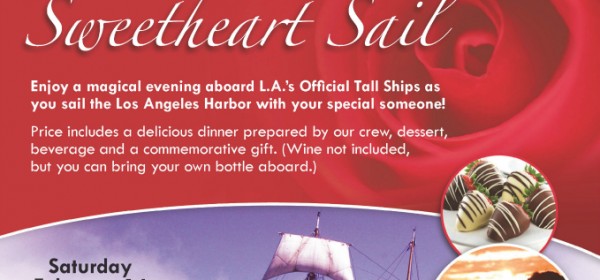 Sweetheart Sail
Enjoy a magical evening aboard L.A.'s Official Tall Ships as
you sail the Los Angeles Harbor with your special someone!
Price includes a delicious dinner prepared by our crew, dessert,
beverage and a commemorative gift. (Wine not included,
but you can bring your own bottle aboard.)
Saturday